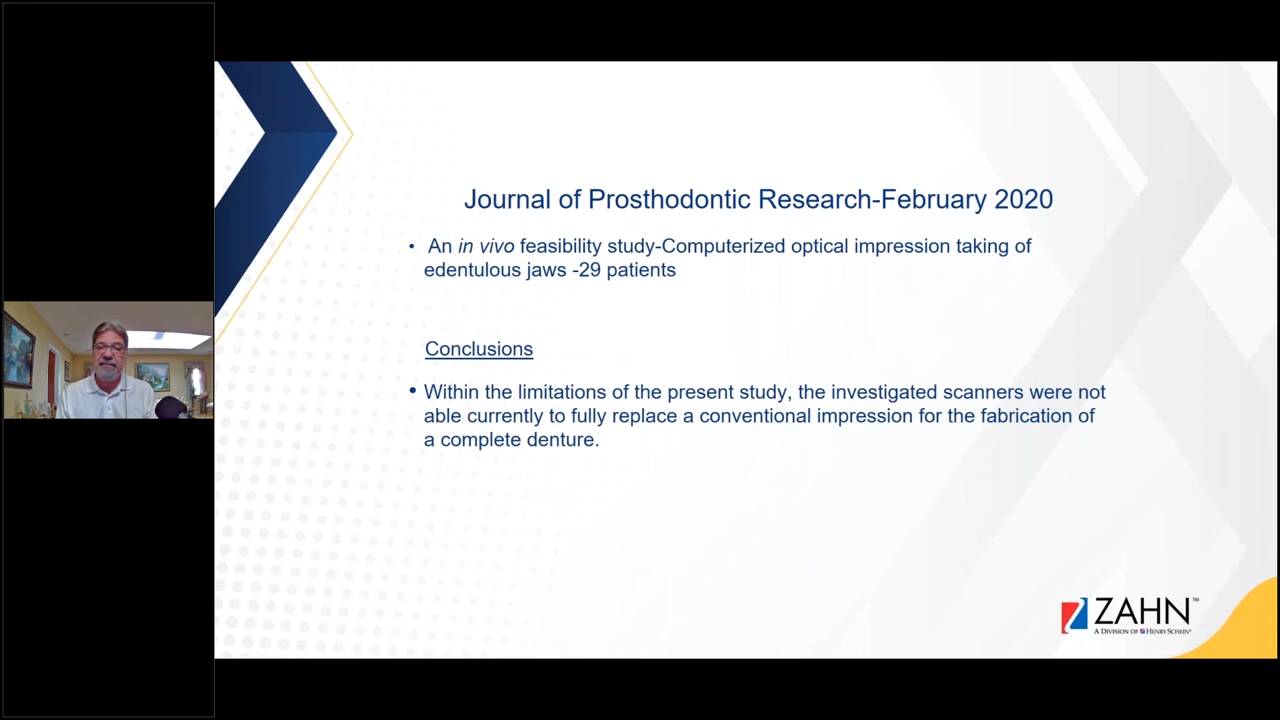 Journal of Prosthodontic Research-February 2020
• An in vivo feasibility study-Computerized optical impression taking of
edentulous jaws -29 patients
Conclusions
• Within the limitations of the present study, the investigated scanners were not
able currently to fully replace a conventional impression for the fabrication of
a complete denture.
ZAHN™
A DIVISION OF HENRY SCHEIN®